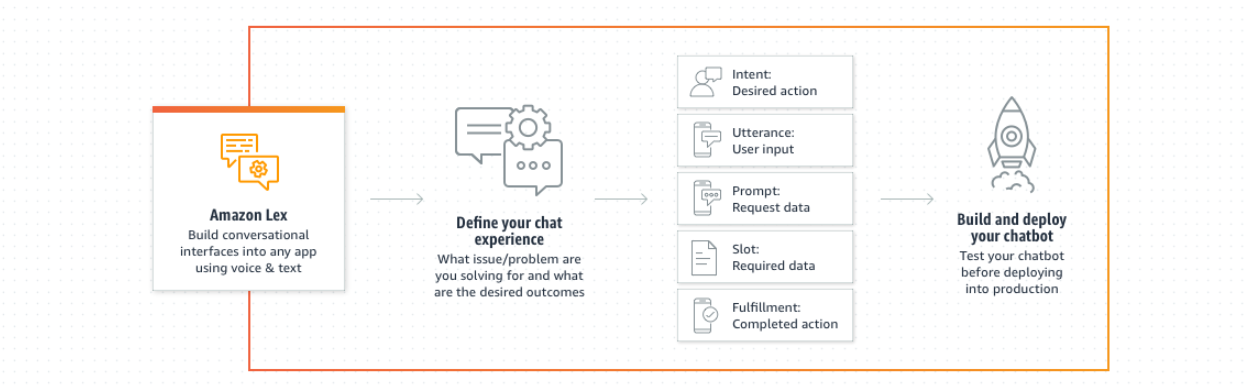 Amazon Lex
Build conversational
interfaces into any app
using voice & text
Define your chat
experience
What issue/problem are
you solving for and what
are the desired outcomes
Intent:
Desired action
Utterance:
User input
Prompt:
Request data
Slot:
Required data
Fulfillment:
Completed action
Build and deploy
your chatbot
Test your chatbot
before deploying
into production